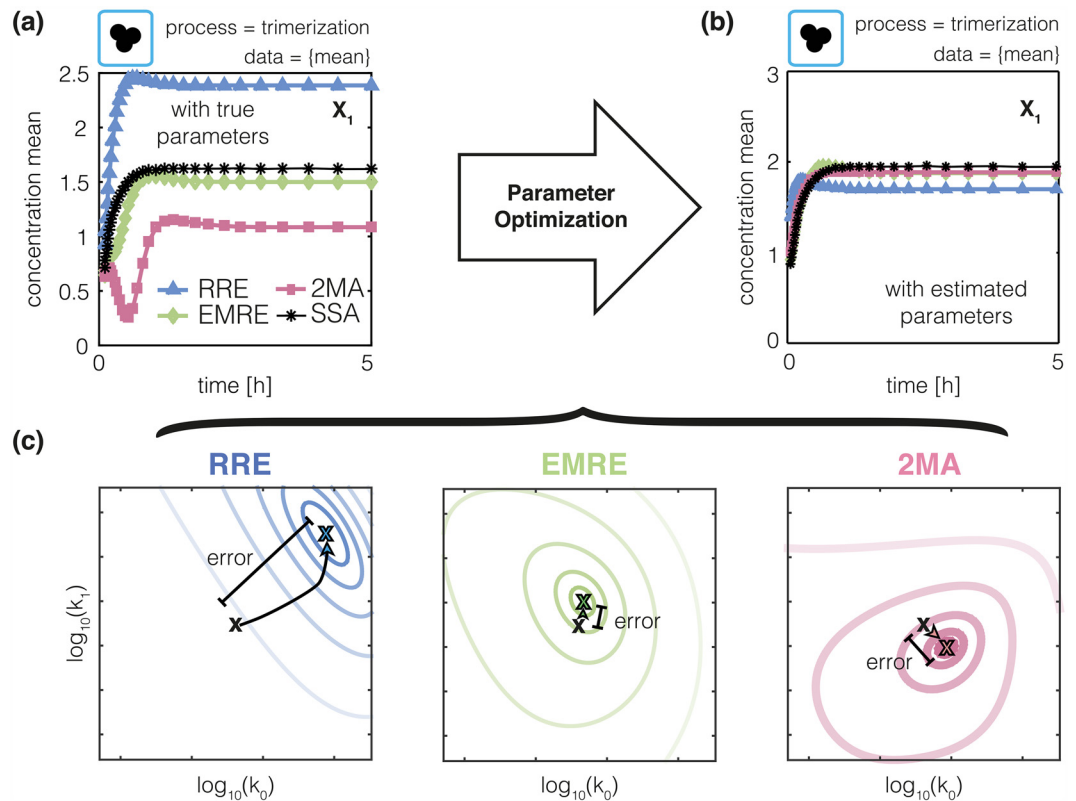 (a)
process = trimerization
data = {mean}
2.5
2
1.5
1
0.5
0
concentration mean
with true
parameters
X1
RRE
2MA
EMRE
SSA
0
5
time [h]
Parameter
Optimization
(b)
process = trimerization
data = {mean}
3
2
1
0
concentration mean
X1
with estimated
parameters
0
5
time [h]
(c)
RRE
EMRE
2MA
error
X
X
error
X
X
error
X
X
log10(k1)
log10(k0)
log10(k0)
log10(k0)